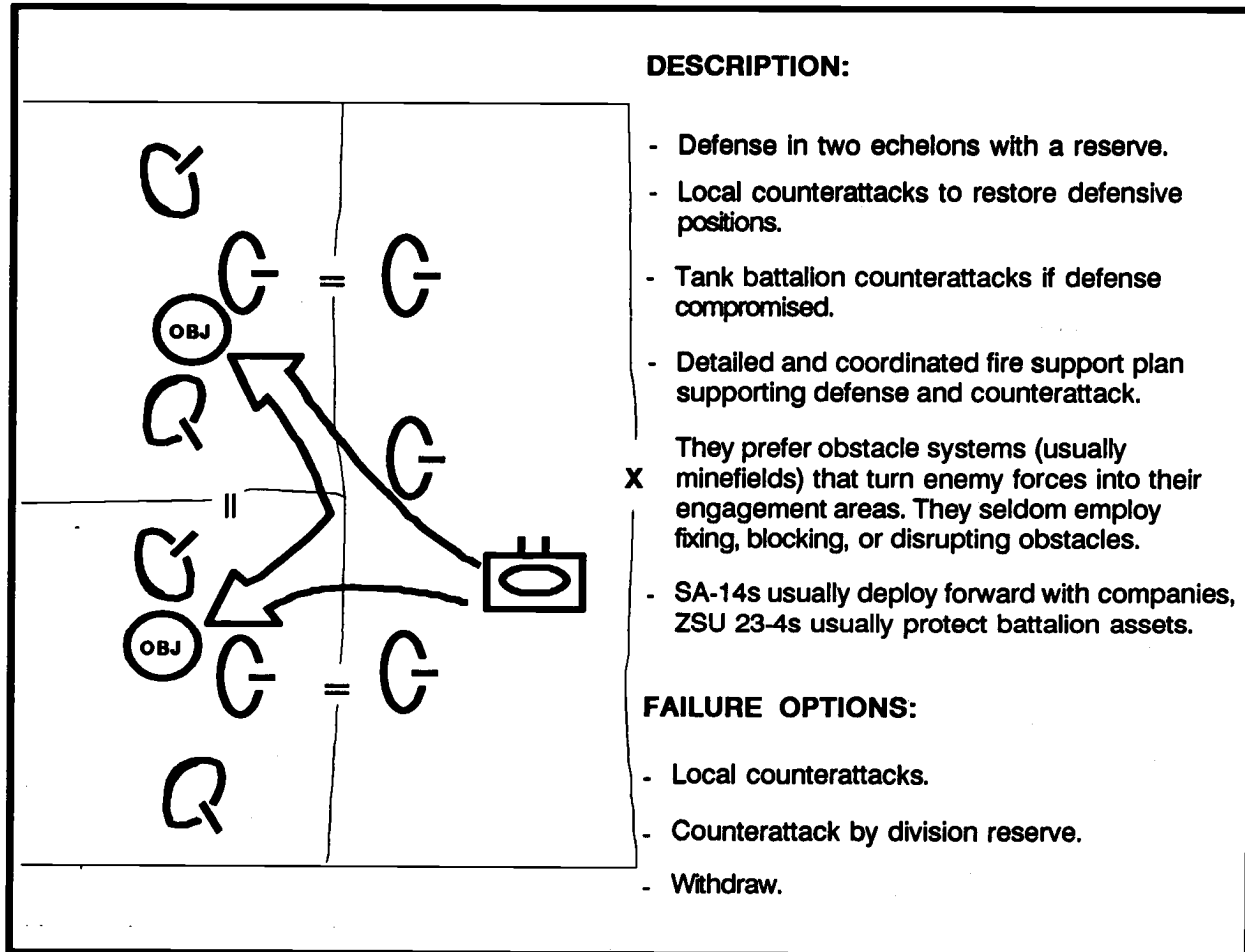 DESCRIPTION:
- Defense in two echelons with a reserve.
- Local counterattacks to restore defensive
positions.
- Tank battalion counterattacks if defense
compromised.
- Detailed and coordinated fire support plan
supporting defense and counterattack.
They prefer obstacle systems (usually
minefields) that turn enemy forces into their
engagement areas. They seldom employ
fixing, blocking, or disrupting obstacles.
- SA-14s usually deploy forward with companies,
ZSU 23-4s usually protect battalion assets.
FAILURE OPTIONS:
- Local counterattacks.
- Counterattack by division reserve.
- Withdraw.
OBJ
OBJ
X